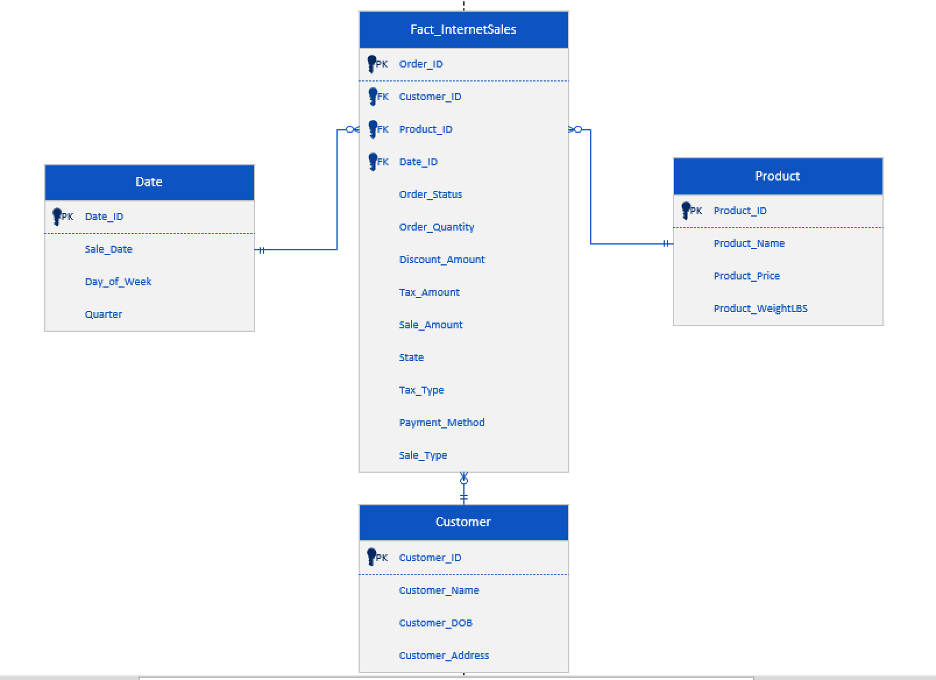 Fact_InternetSales
PK Order_ID
FK Customer_ID
FK Product_ID
FK Date_ID
Order_Status
Order_Quantity
Discount_Amount
Tax_Amount
Sale_Amount
State
Tax_Type
Payment_Method
Sale_Type
Date
PK Date_ID
Sale_Date
Day_of_Week
Quarter
Product
PK Product_ID
Product_Name
Product_Price
Product_WeightLBS
Customer
PK Customer_ID
Customer_Name
Customer_DOB
Customer_Address